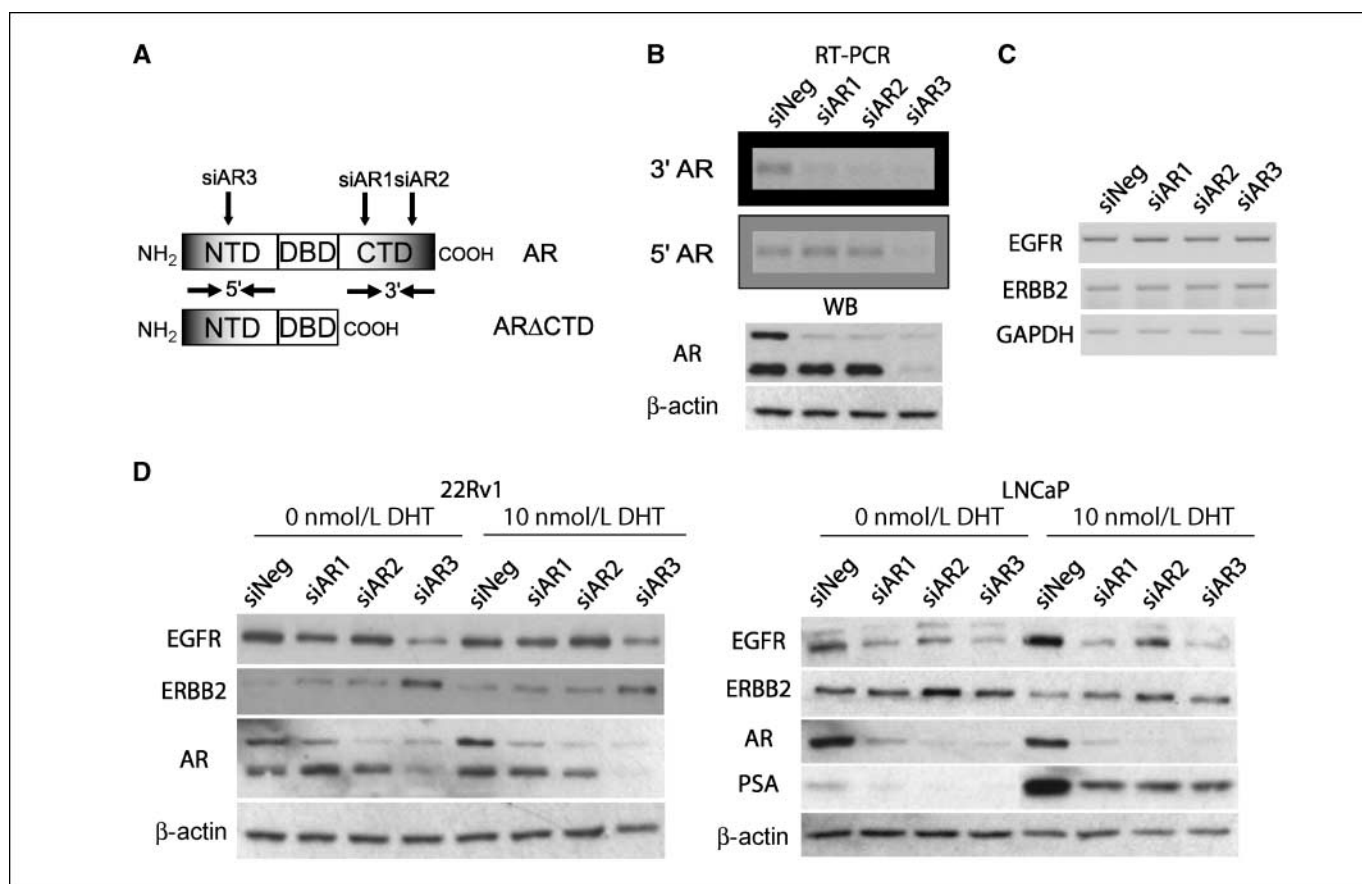 A
siAR3 siAR1 siAR2
NH2 NTD DBD CTD COOH AR
5' 3'
NH2 NTD DBD COOH ARΔCTD
B
RT-PCR
siNeg siAR1 siAR2 siAR3
3' AR
5' AR
WB
AR
β-actin
C
siNeg siAR1 siAR2 siAR3
EGFR
ERBB2
GAPDH
D
22Rv1
0 nmol/L DHT 10 nmol/L DHT
siNeg siAR1 siAR2 siAR3 siNeg siAR1 siAR2 siAR3
EGFR
ERBB2
AR
β-actin
LNCaP
0 nmol/L DHT 10 nmol/L DHT
siNeg siAR1 siAR2 siAR3 siNeg siAR1 siAR2 siAR3
EGFR
ERBB2
AR
PSA
β-actin